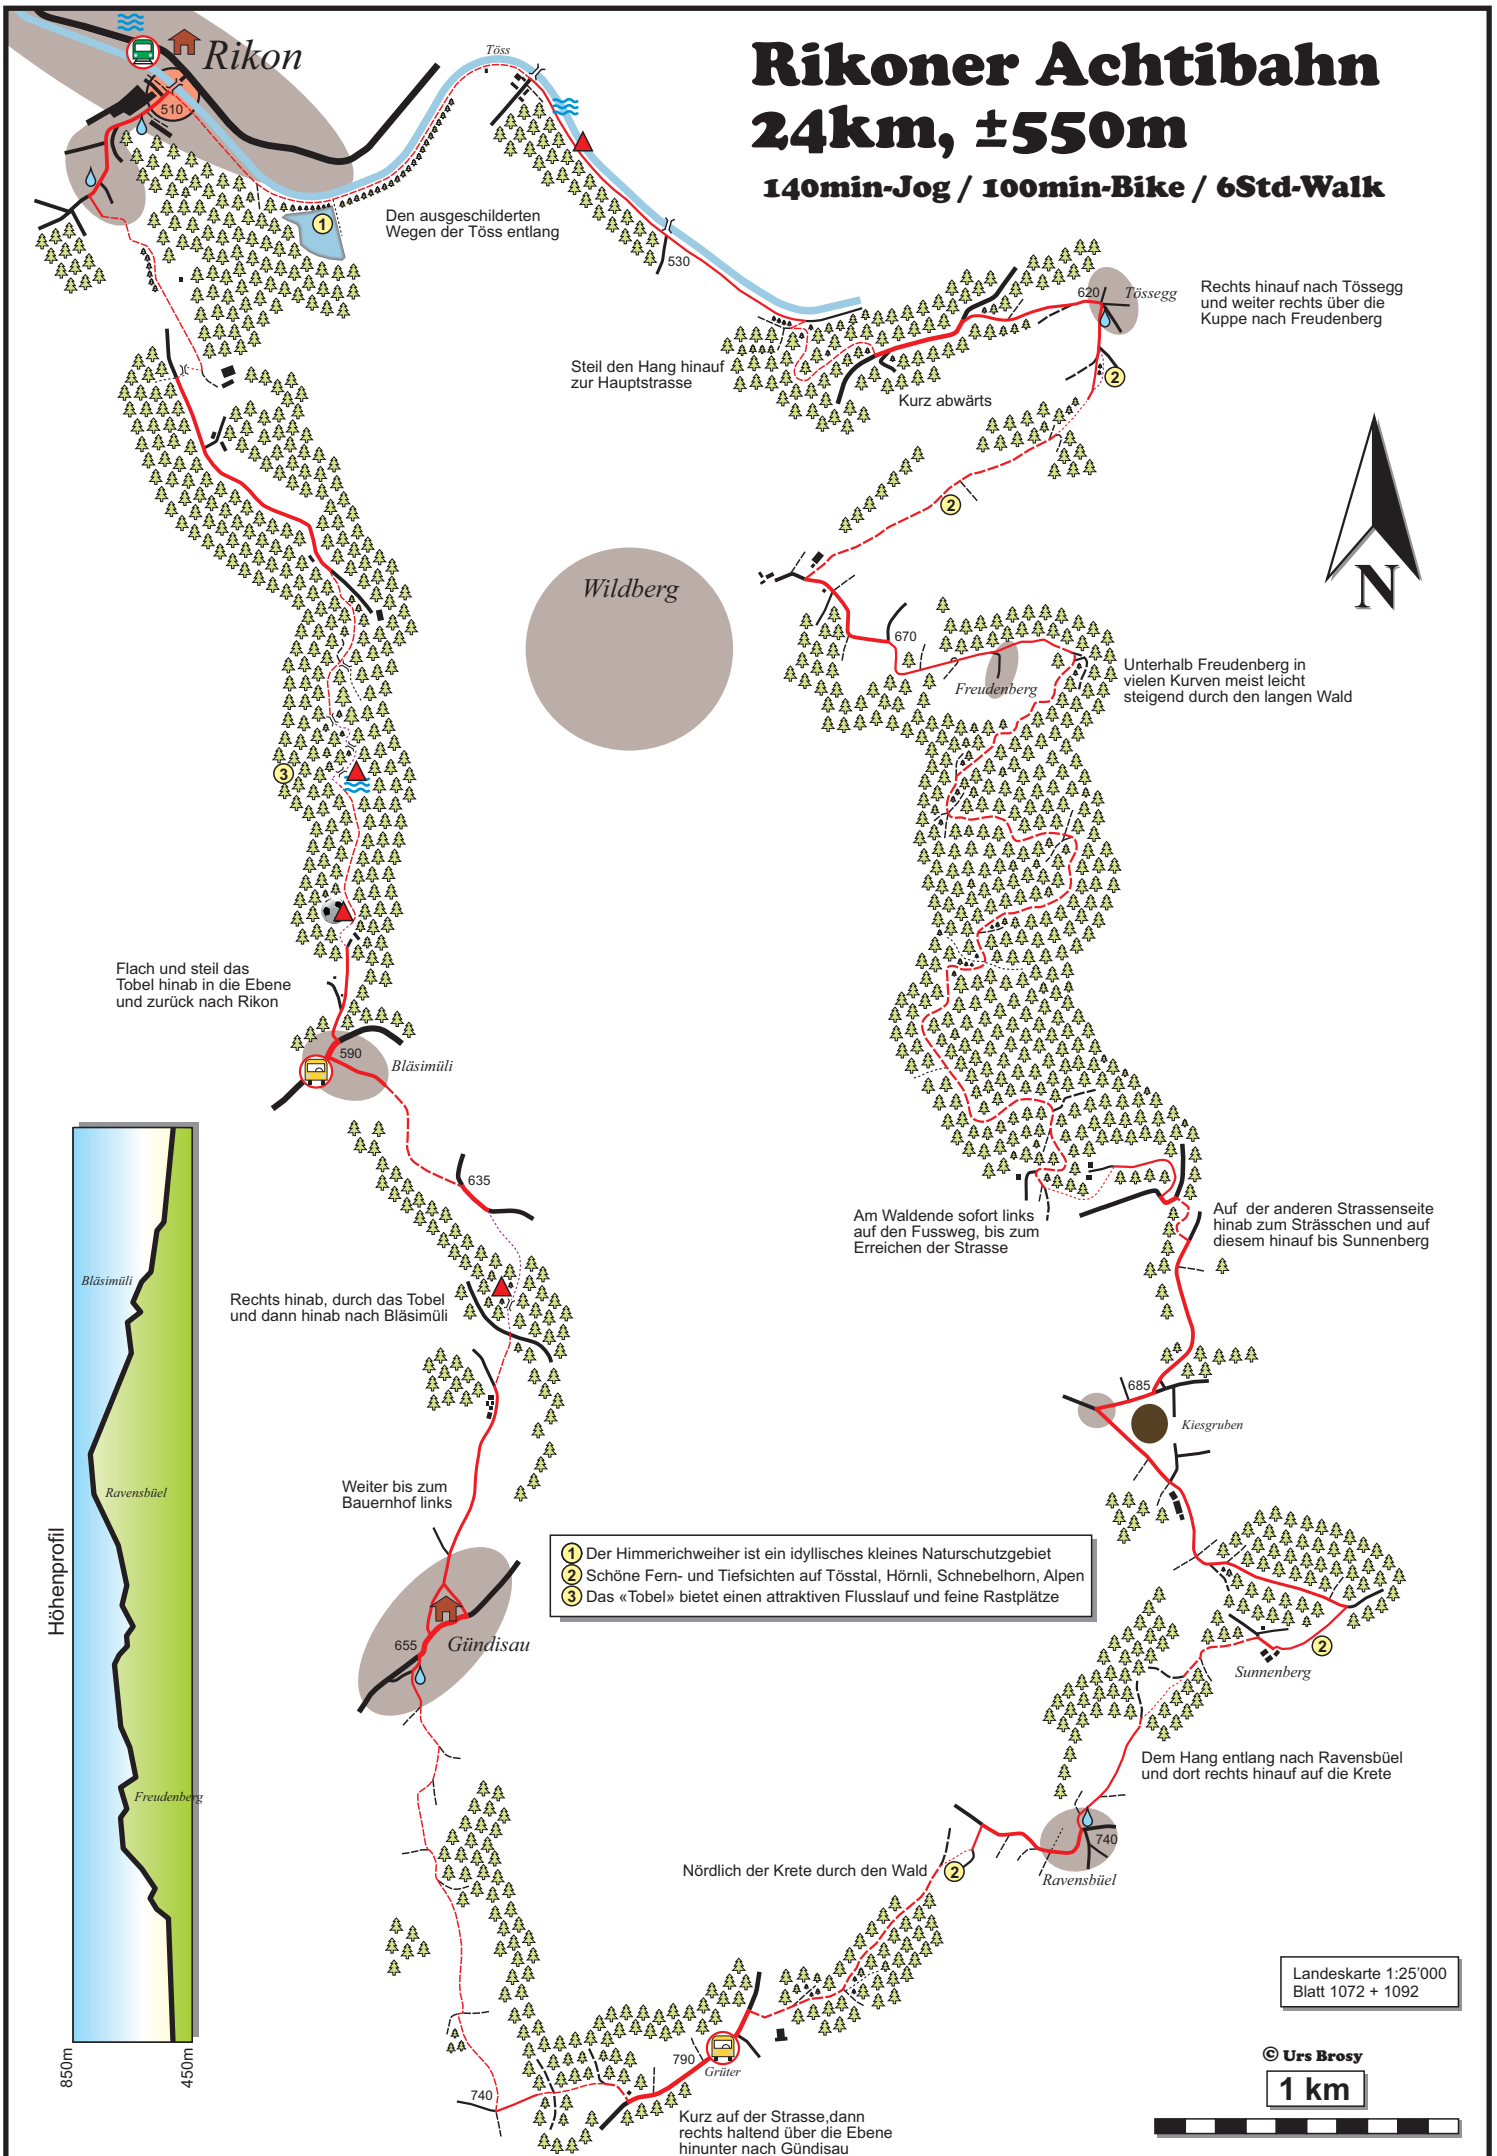 Rikoner Achtibahn
24km, ±550m
140min-Jog / 100min-Bike / 6Std-Walk
Rikon
510
Töss
1
Den ausgeschilderten
Wegen der Töss entlang
530
620
Tössegg
Rechts hinauf nach Tössegg
und weiter rechts über die
Kuppe nach Freudenberg
Steil den Hang hinauf
zur Hauptstrasse
Kurz abwärts
2
2
N
Wildberg
670
Freudenberg
Unterhalb Freudenberg in
vielen Kurven meist leicht
steigend durch den langen Wald
3
Flach und steil das
Tobel hinab in die Ebene
und zurück nach Rikon
590
Bläsimüli
635
Am Waldende sofort links
auf den Fussweg, bis zum
Erreichen der Strasse
Auf der anderen Strassenseite
hinab zum Strässchen und auf
diesem hinauf bis Sunnenberg
Rechts hinab, durch das Tobel
und dann hinab nach Bläsimüli
685
Kiesgruben
Weiter bis zum
Bauernhof links
1 Der Himmerichweiher ist ein idyllisches kleines Naturschutzgebiet
2 Schöne Fern- und Tiefsichten auf Tösstal, Hörnli, Schnebelhorn, Alpen
3 Das «Tobel» bietet einen attraktiven Flusslauf und feine Rastplätze
655
Gündisau
2
Sunnenberg
Dem Hang entlang nach Ravensbüel
und dort rechts hinauf auf die Krete
740
Ravensbüel
Nördlich der Krete durch den Wald
2
790
Grüter
740
Kurz auf der Strasse,dann
rechts haltend über die Ebene
hinunter nach Gündisau
Höhenprofil
Bläsimüli
Ravensbüel
Freudenberg
850m
450m
Landeskarte 1:25'000
Blatt 1072 + 1092
© Urs Brosy
1 km